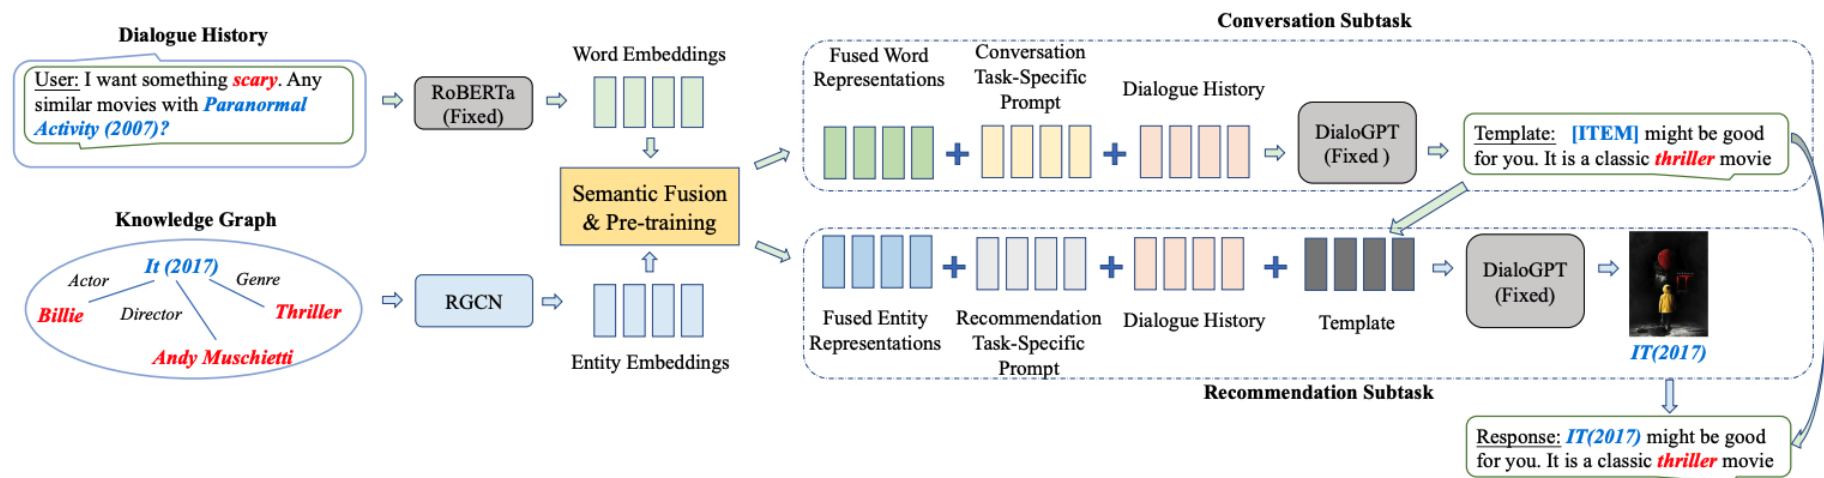 Dialogue History
User: I want something scary. Any
similar movies with Paranormal
Activity (2007)?
RoBERTa
(Fixed)
Word Embeddings
Knowledge Graph
It (2017)
Actor
Genre
Director
Billie
Thriller
Andy Muschietti
RGCN
Entity Embeddings
Semantic Fusion
& Pre-training
Conversation Subtask
Fused Word
Representations
Conversation
Task-Specific
Prompt
Dialogue History
DialoGPT
(Fixed )
Template: [ITEM] might be good
for you. It is a classic thriller movie
Fused Entity
Representations
Recommendation
Task-Specific
Prompt
Dialogue History
Template
DialoGPT
(Fixed)
IT(2017)
Recommendation Subtask
Response: IT(2017) might be good
for you. It is a classic thriller movie